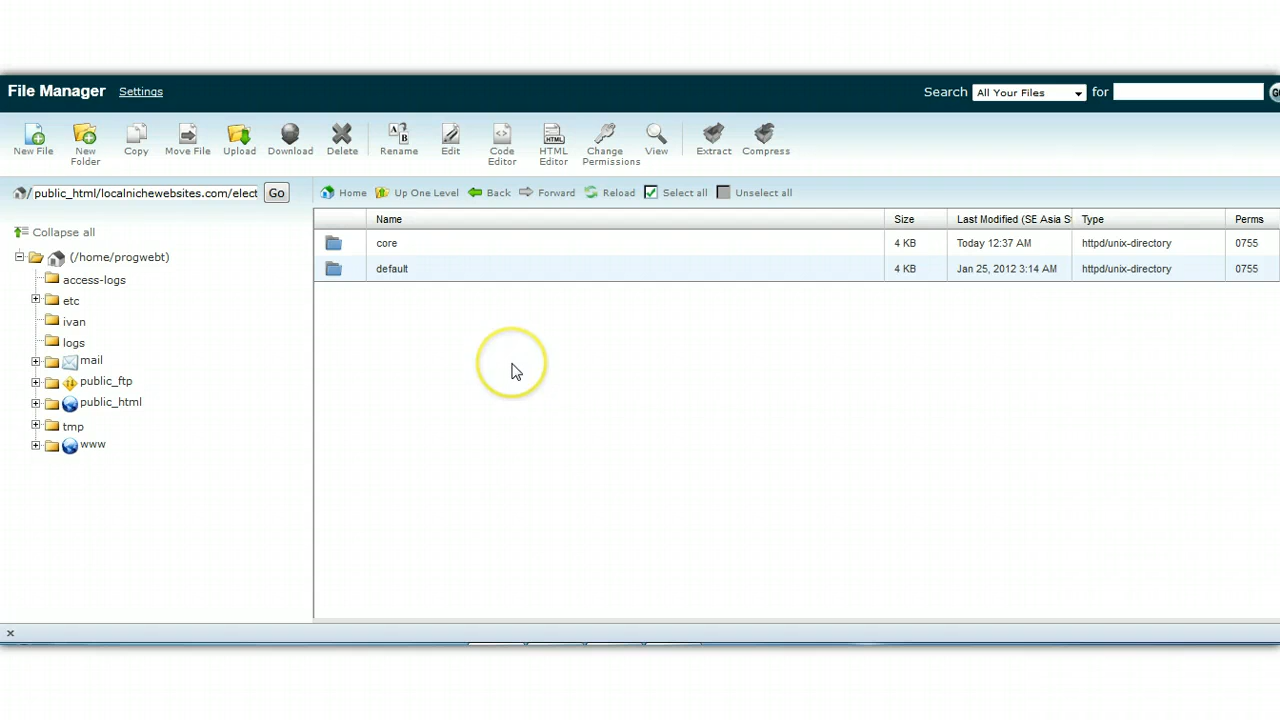 File Manager Settings Search All Your Files for
New File New Folder Copy Move File Upload Download Delete Rename Edit Code Editor HTML Editor Change Permissions View Extract Compress
/ public_html/localnichewebsites.com/elect Go Home Up One Level Back Forward Reload Select all Unselect all
Name Size Last Modified (SE Asia S Type Perms
core 4 KB Today 12:37 AM httpd/unix-directory 0755
default 4 KB Jan 25, 2012 3:14 AM httpd/unix-directory 0755
Collapse all
(/home/progwebt)
access-logs
etc
ivan
logs
mail
public_ftp
public_html
tmp
www